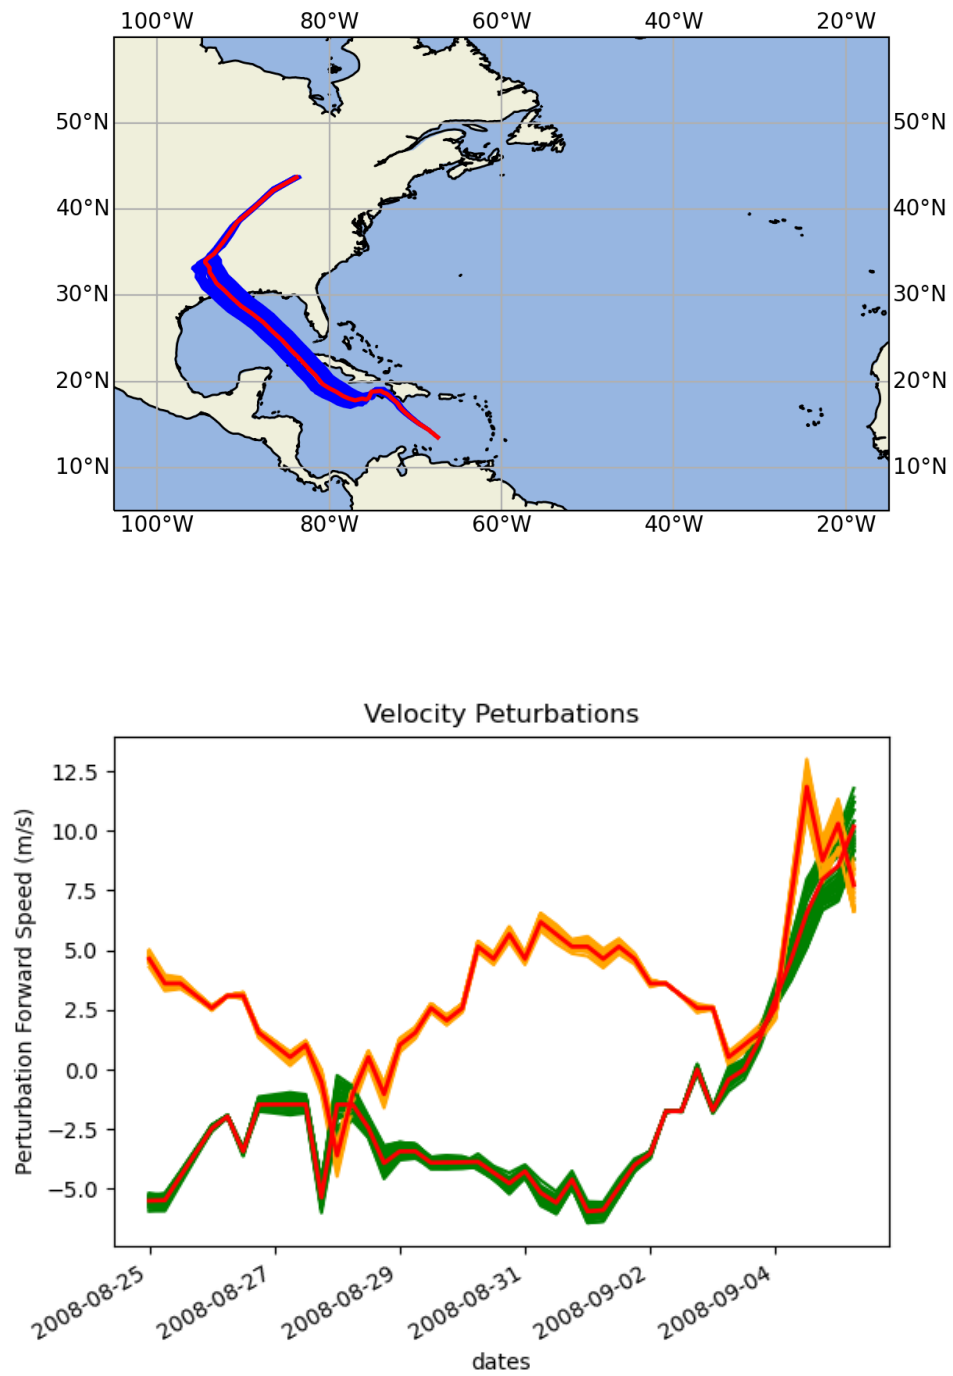 100°W 80°W 60°W 40°W 20°W
50°N 50°N
40°N 40°N
30°N 30°N
20°N 20°N
10°N 10°N
100°W 80°W 60°W 40°W 20°W
Velocity Peturbations
Perturbation Forward Speed (m/s)
12.5
10.0
7.5
5.0
2.5
0.0
−2.5
−5.0
2008-08-25
2008-08-27
2008-08-29
2008-08-31
2008-09-02
2008-09-04
dates